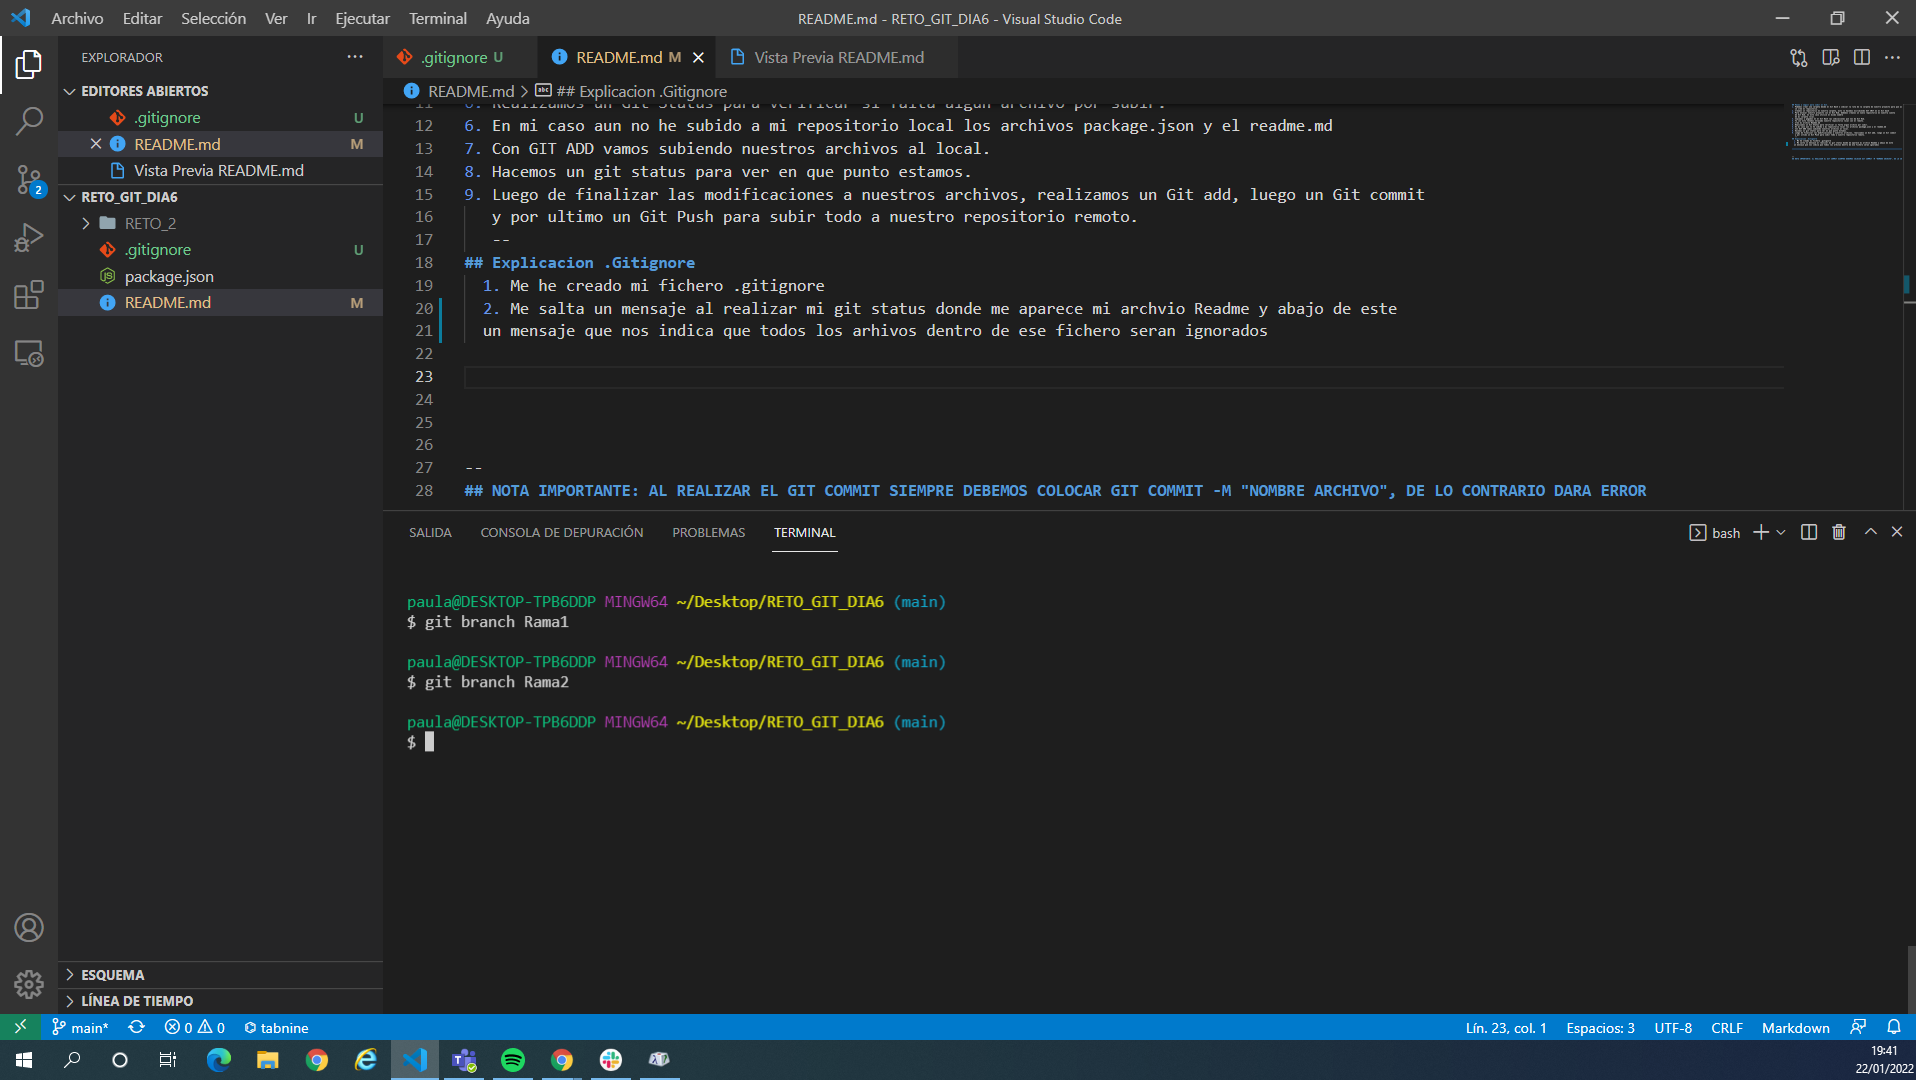 Archivo Editar Selección Ver Ir Ejecutar Terminal Ayuda
README.md - RETO_GIT_DIA6 - Visual Studio Code
EXPLORADOR
EDITORES ABIERTOS
.gitignore U
README.md M
Vista Previa README.md
RETO_GIT_DIA6
RETO_2
.gitignore U
package.json
README.md M
2
ESQUEMA
LÍNEA DE TIEMPO
.gitignore U
README.md M
Vista Previa README.md
README.md > ## Explicacion .Gitignore
12 6. En mi caso aun no he subido a mi repositorio local los archivos package.json y el readme.md
13 7. Con GIT ADD vamos subiendo nuestros archivos al local.
14 8. Hacemos un git status para ver en que punto estamos.
15 9. Luego de finalizar las modificaciones a nuestros archivos, realizamos un Git add, luego un Git commit
16 y por ultimo un Git Push para subir todo a nuestro repositorio remoto.
17 --
18 ## Explicacion .Gitignore
19 1. Me he creado mi fichero .gitignore
20 2. Me salta un mensaje al realizar mi git status donde me aparece mi archvio Readme y abajo de este
21 un mensaje que nos indica que todos los arhivos dentro de ese fichero seran ignorados
22
23
24
25
26
27 --
28 ## NOTA IMPORTANTE: AL REALIZAR EL GIT COMMIT SIEMPRE DEBEMOS COLOCAR GIT COMMIT -M "NOMBRE ARCHIVO", DE LO CONTRARIO DARA ERROR
SALIDA CONSOLA DE DEPURACIÓN PROBLEMAS TERMINAL
bash
paula@DESKTOP-TPB6DDP MINGW64 ~/Desktop/RETO_GIT_DIA6 (main)
$ git branch Rama1
paula@DESKTOP-TPB6DDP MINGW64 ~/Desktop/RETO_GIT_DIA6 (main)
$ git branch Rama2
paula@DESKTOP-TPB6DDP MINGW64 ~/Desktop/RETO_GIT_DIA6 (main)
$
main* 0 0 tabnine
Lín. 23, col. 1 Espacios: 3 UTF-8 CRLF Markdown
19:41
22/01/2022